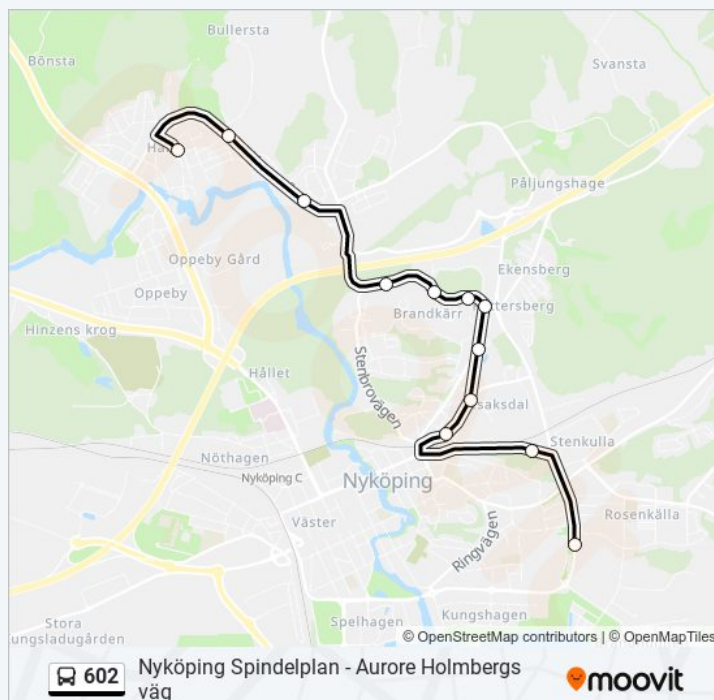 Bullersta
Bönsta
Svansta
Påljungshage
Oppeby Gård
Ekensberg
Oppeby
Brandkärr
Hinzens krog
Stenbrovägen
Hållet
Stenkulla
Nöthagen
Nyköping C
Nyköping
Rosenkälla
Väster
Ringvägen
Stora
Kungshagen
Spelhagen
ungsladugården
© OpenStreetMap contributors | © OpenMapTiles
602
Nyköping Spindelplan - Aurore Holmbergs
väg
moovit